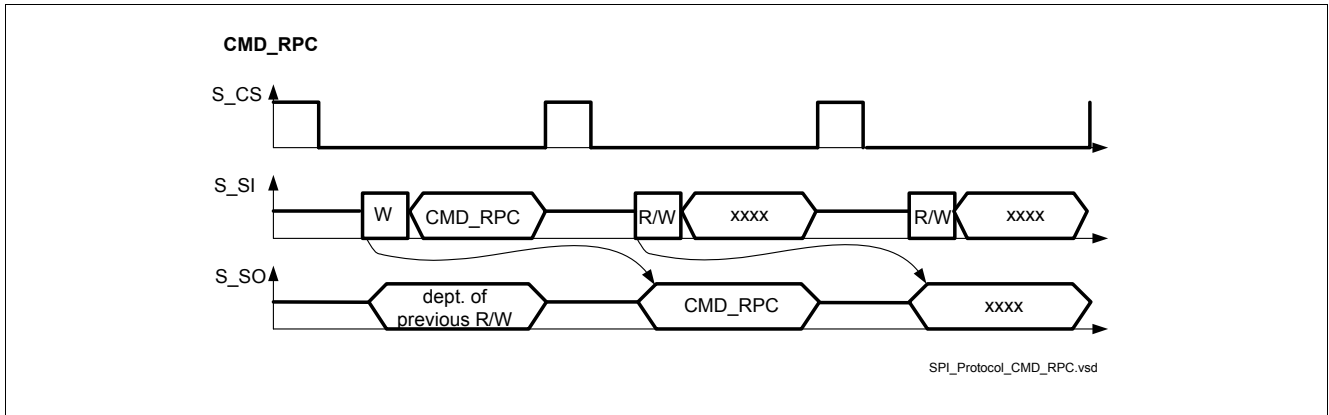 CMD_RPC
S_CS
S_SI
W
CMD_RPC
R/W
xxxx
R/W
xxxx
S_SO
dept. of
previous R/W
CMD_RPC
xxxx
SPI_Protocol_CMD_RPC.vsd